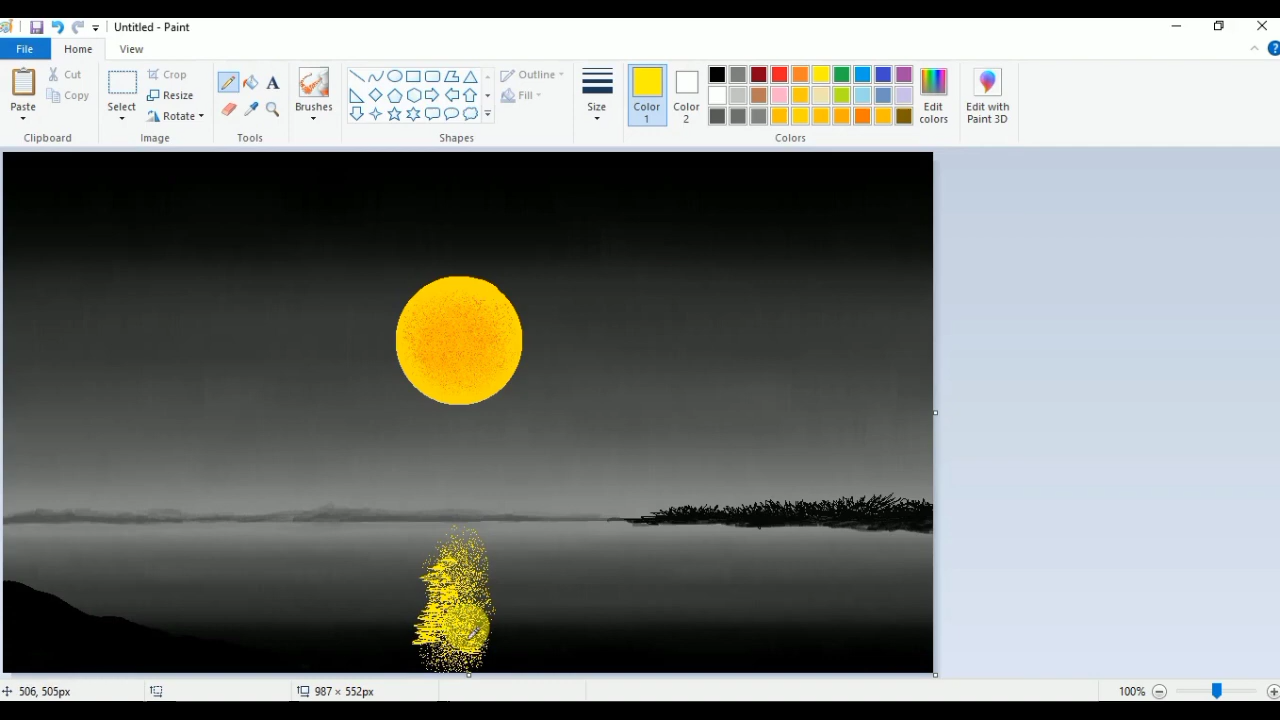 Untitled - Paint
File
Home
View
Paste
Cut
Copy
Clipboard
Select
Crop
Resize
Rotate
Image
A
Tools
Brushes
Outline
Fill
Shapes
Size
Color
1
Color
2
Edit
colors
Colors
Edit with
Paint 3D
506, 505px
987 × 552px
100%